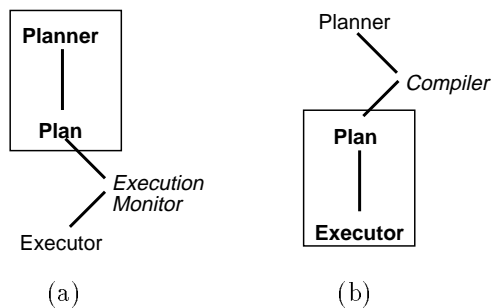 Planner
Plan
Execution
Monitor
Executor
(a)
Planner
Compiler
Plan
Executor
(b)